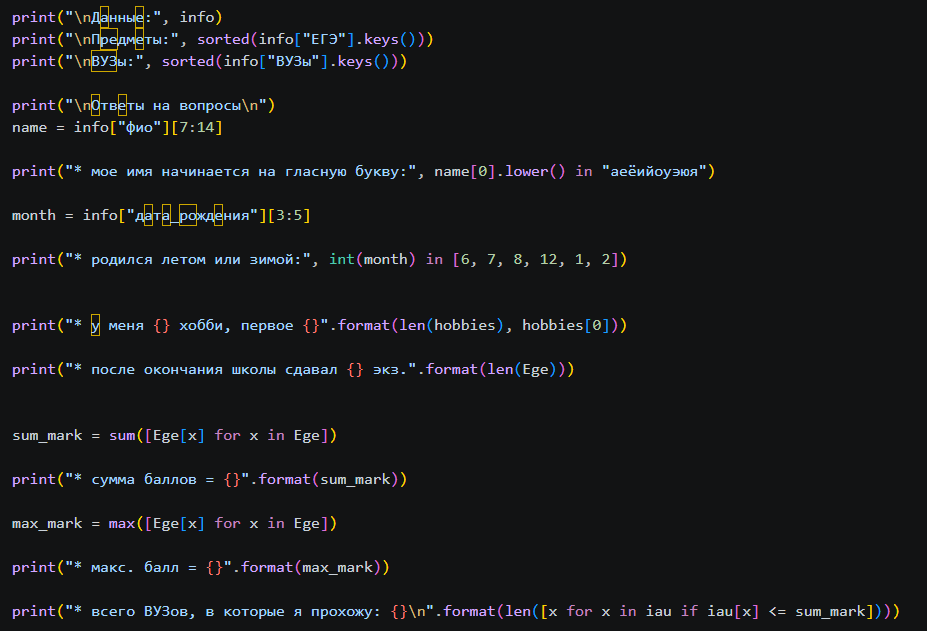 print("\nДанные:", info)
print("\nПредметы:", sorted(info["ЕГЭ"].keys()))
print("\nВУЗы:", sorted(info["ВУЗы"].keys()))
print("\nОтветы на вопросы\n")
name = info["фио"][7:14]
print("* мое имя начинается на гласную букву:", name[0].lower() in "аеёийоуэюя")
month = info["дата_рождения"][3:5]
print("* родился летом или зимой:", int(month) in [6, 7, 8, 12, 1, 2])
print("* у меня {} хобби, первое {}".format(len(hobbies), hobbies[0]))
print("* после окончания школы сдавал {} экз.".format(len(Ege)))
sum_mark = sum([Ege[x] for x in Ege])
print("* сумма баллов = {}".format(sum_mark))
max_mark = max([Ege[x] for x in Ege])
print("* макс. балл = {}".format(max_mark))
print("* всего ВУЗов, в которые я прохожу: {}\n".format(len([x for x in iau if iau[x] <= sum_mark])))